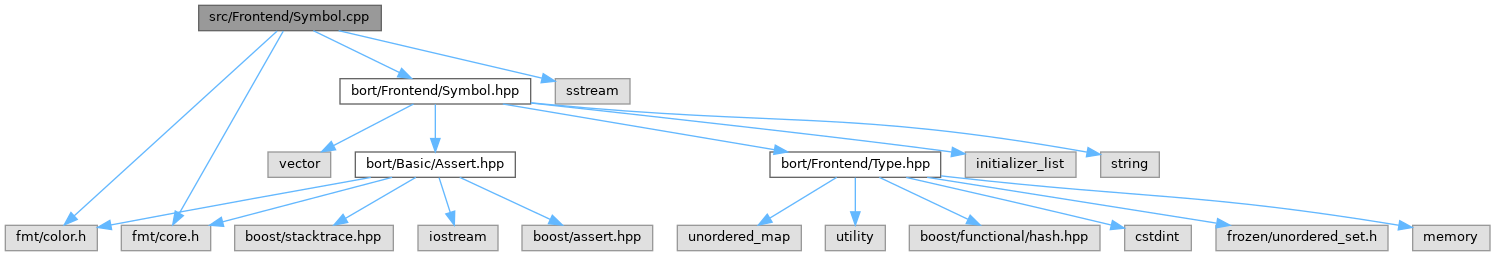 src/Frontend/Symbol.cpp
bort/Frontend/Symbol.hpp
sstream
vector
bort/Basic/Assert.hpp
bort/Frontend/Type.hpp
initializer_list
string
fmt/color.h
fmt/core.h
boost/stacktrace.hpp
iostream
boost/assert.hpp
unordered_map
utility
boost/functional/hash.hpp
cstdint
frozen/unordered_set.h
memory